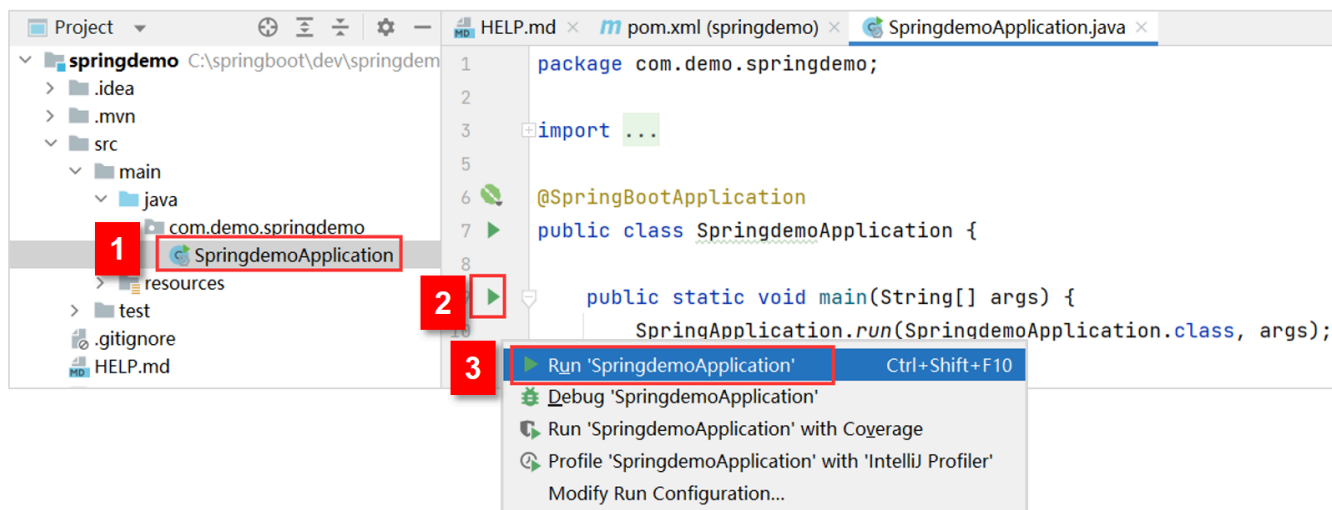 Project
HELP.md × pom.xml (springdemo) × SpringdemoApplication.java ×
springdemo C:\springboot\dev\springdem
.idea
.mvn
src
main
java
com.demo.springdemo
1
SpringdemoApplication
resources
test
.gitignore
MD HELP.md
1 package com.demo.springdemo;
2
3 import ...
5
6 @SpringBootApplication
7 public class SpringdemoApplication {
8
2
public static void main(String[] args) {
10 SpringApplication.run(SpringdemoApplication.class, args);
3
Run 'SpringdemoApplication' Ctrl+Shift+F10
Debug 'SpringdemoApplication'
Run 'SpringdemoApplication' with Coverage
Profile 'SpringdemoApplication' with 'IntelliJ Profiler'
Modify Run Configuration...